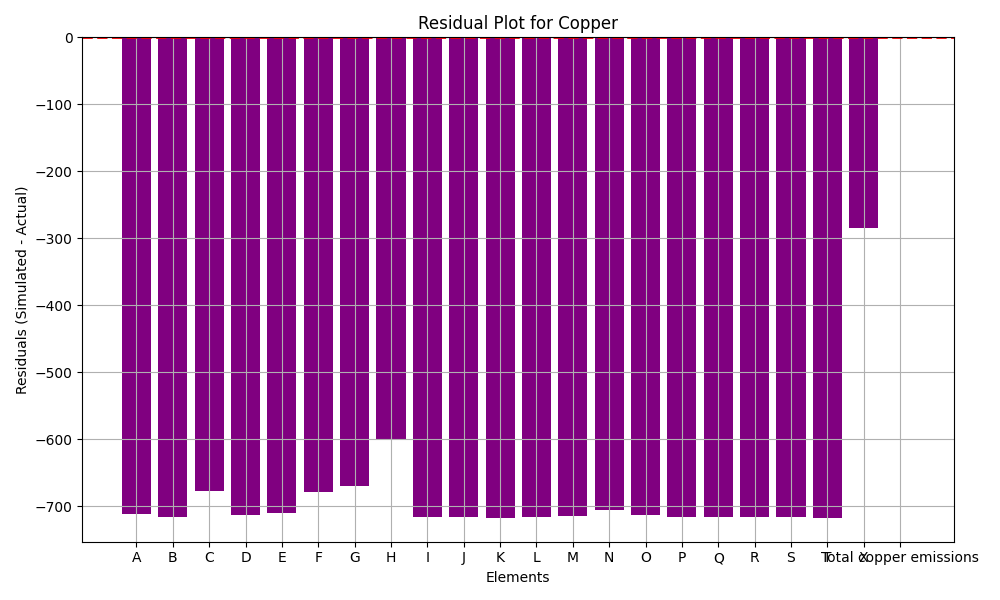 Residual Plot for Copper
Residuals (Simulated - Actual)
0
−100
−200
−300
−400
−500
−600
−700
A B C D E F G H I J K L M N O P Q R S T X Total copper emissions
Elements